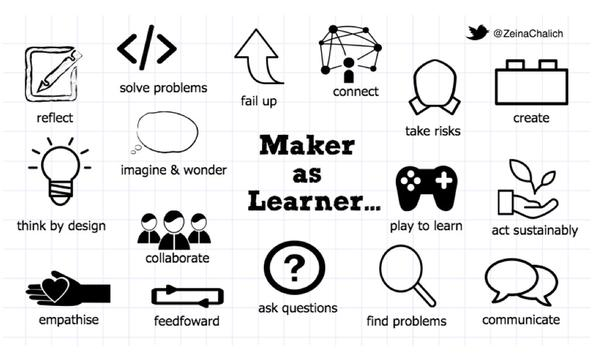 @ZeinaChalich
</>
solve problems
fail up
connect
reflect
take risks
create
imagine & wonder
Maker
as
Learner...
think by design
play to learn
act sustainably
collaborate
?
ask questions
empathise
feedfoward
find problems
communicate